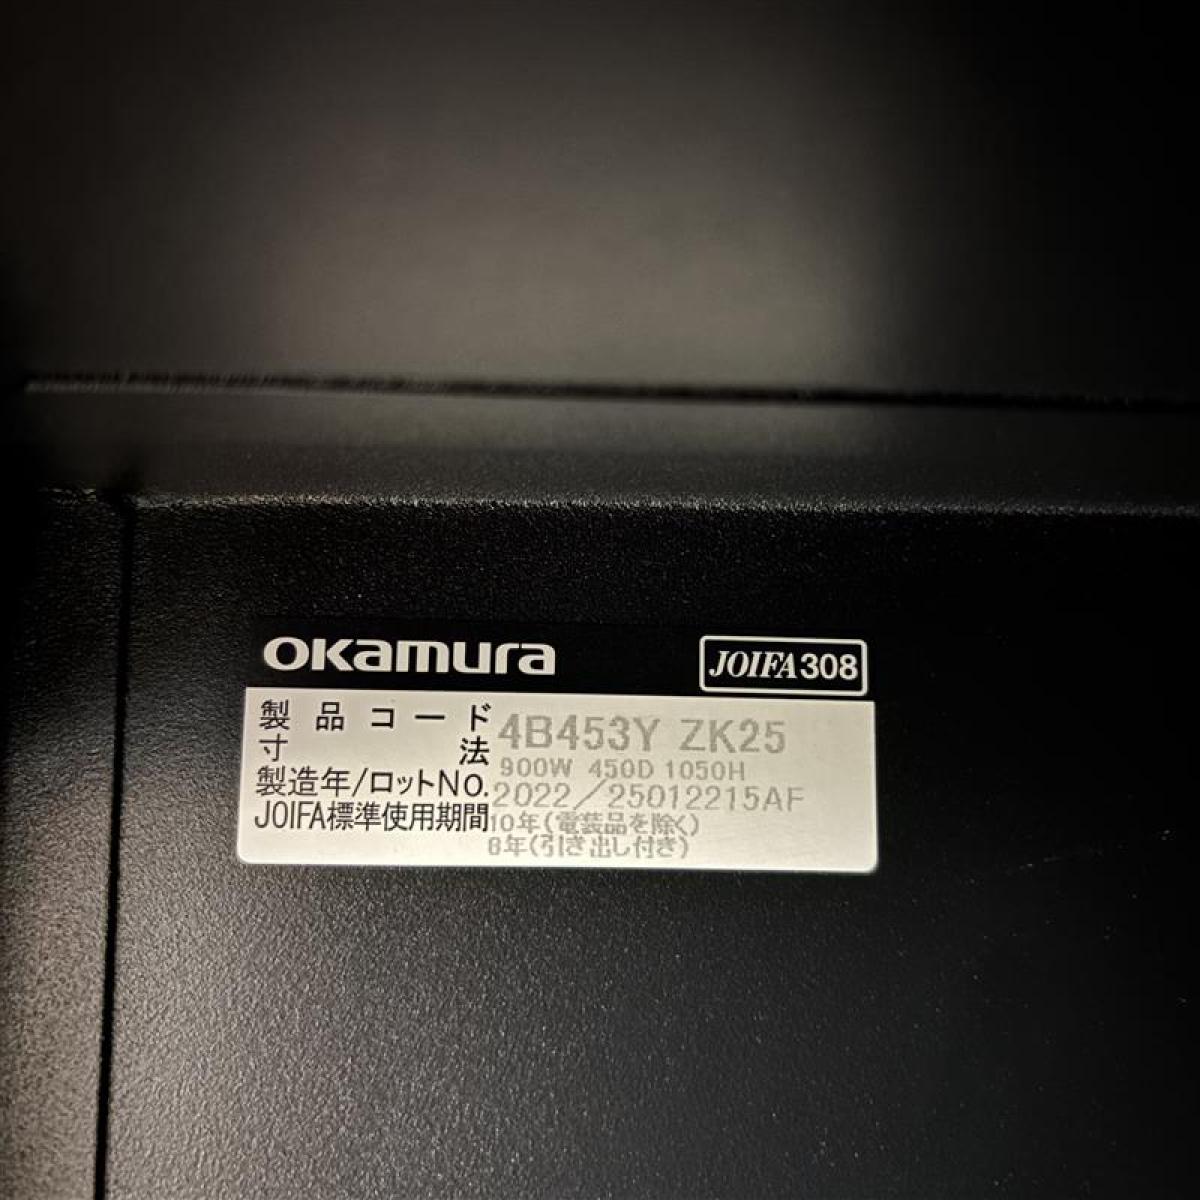 okamura JOIFA308
製品コード 4B453Y ZK25
寸法 900W 450D 1050H
製造年/ロットNo. 2022/25012215AF
JOIFA標準使用期間 10年(電装品を除く)
8年(引き出し付き)